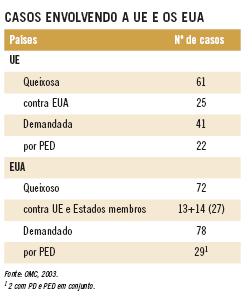 CASOS ENVOLVENDO A UE E OS EUA
Países Nº de casos
UE
Queixosa 61
contra EUA 25
Demandada 41
por PED 22
EUA
Queixoso 72
contra UE e Estados membros 13+14 (27)
Demandado 78
por PED 29¹
Fonte: OMC, 2003.
¹ 2 com PD e PED em conjunto.